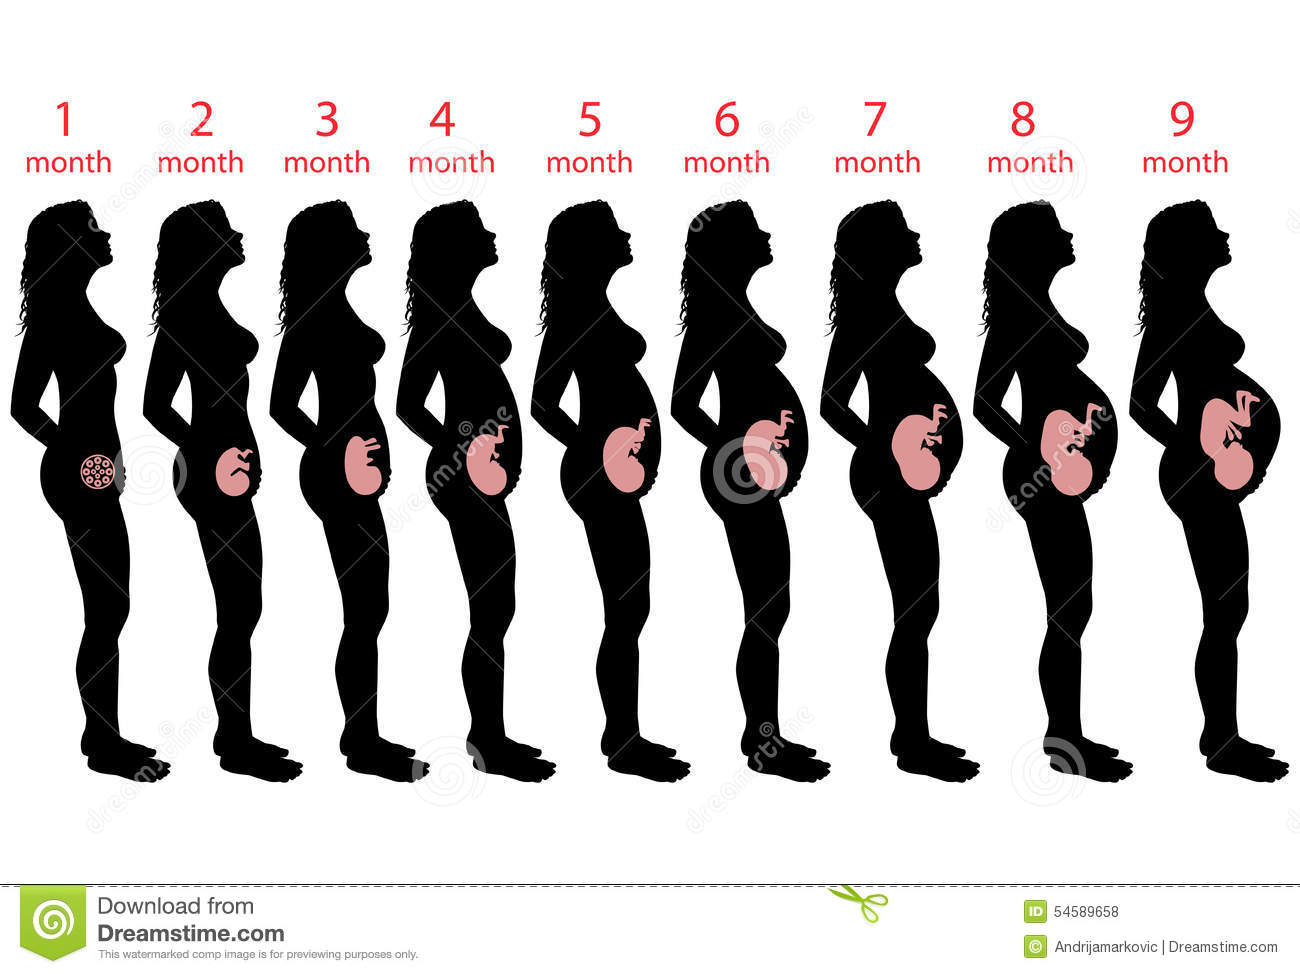 1 2 3 4 5 6 7 8 9
month month month month month month month month month
dreamstime
Download from
Dreamstime.com
This watermarked comp image is for previewing purposes only.
ID 54589658
© Andrijamarkovic | Dreamstime.com